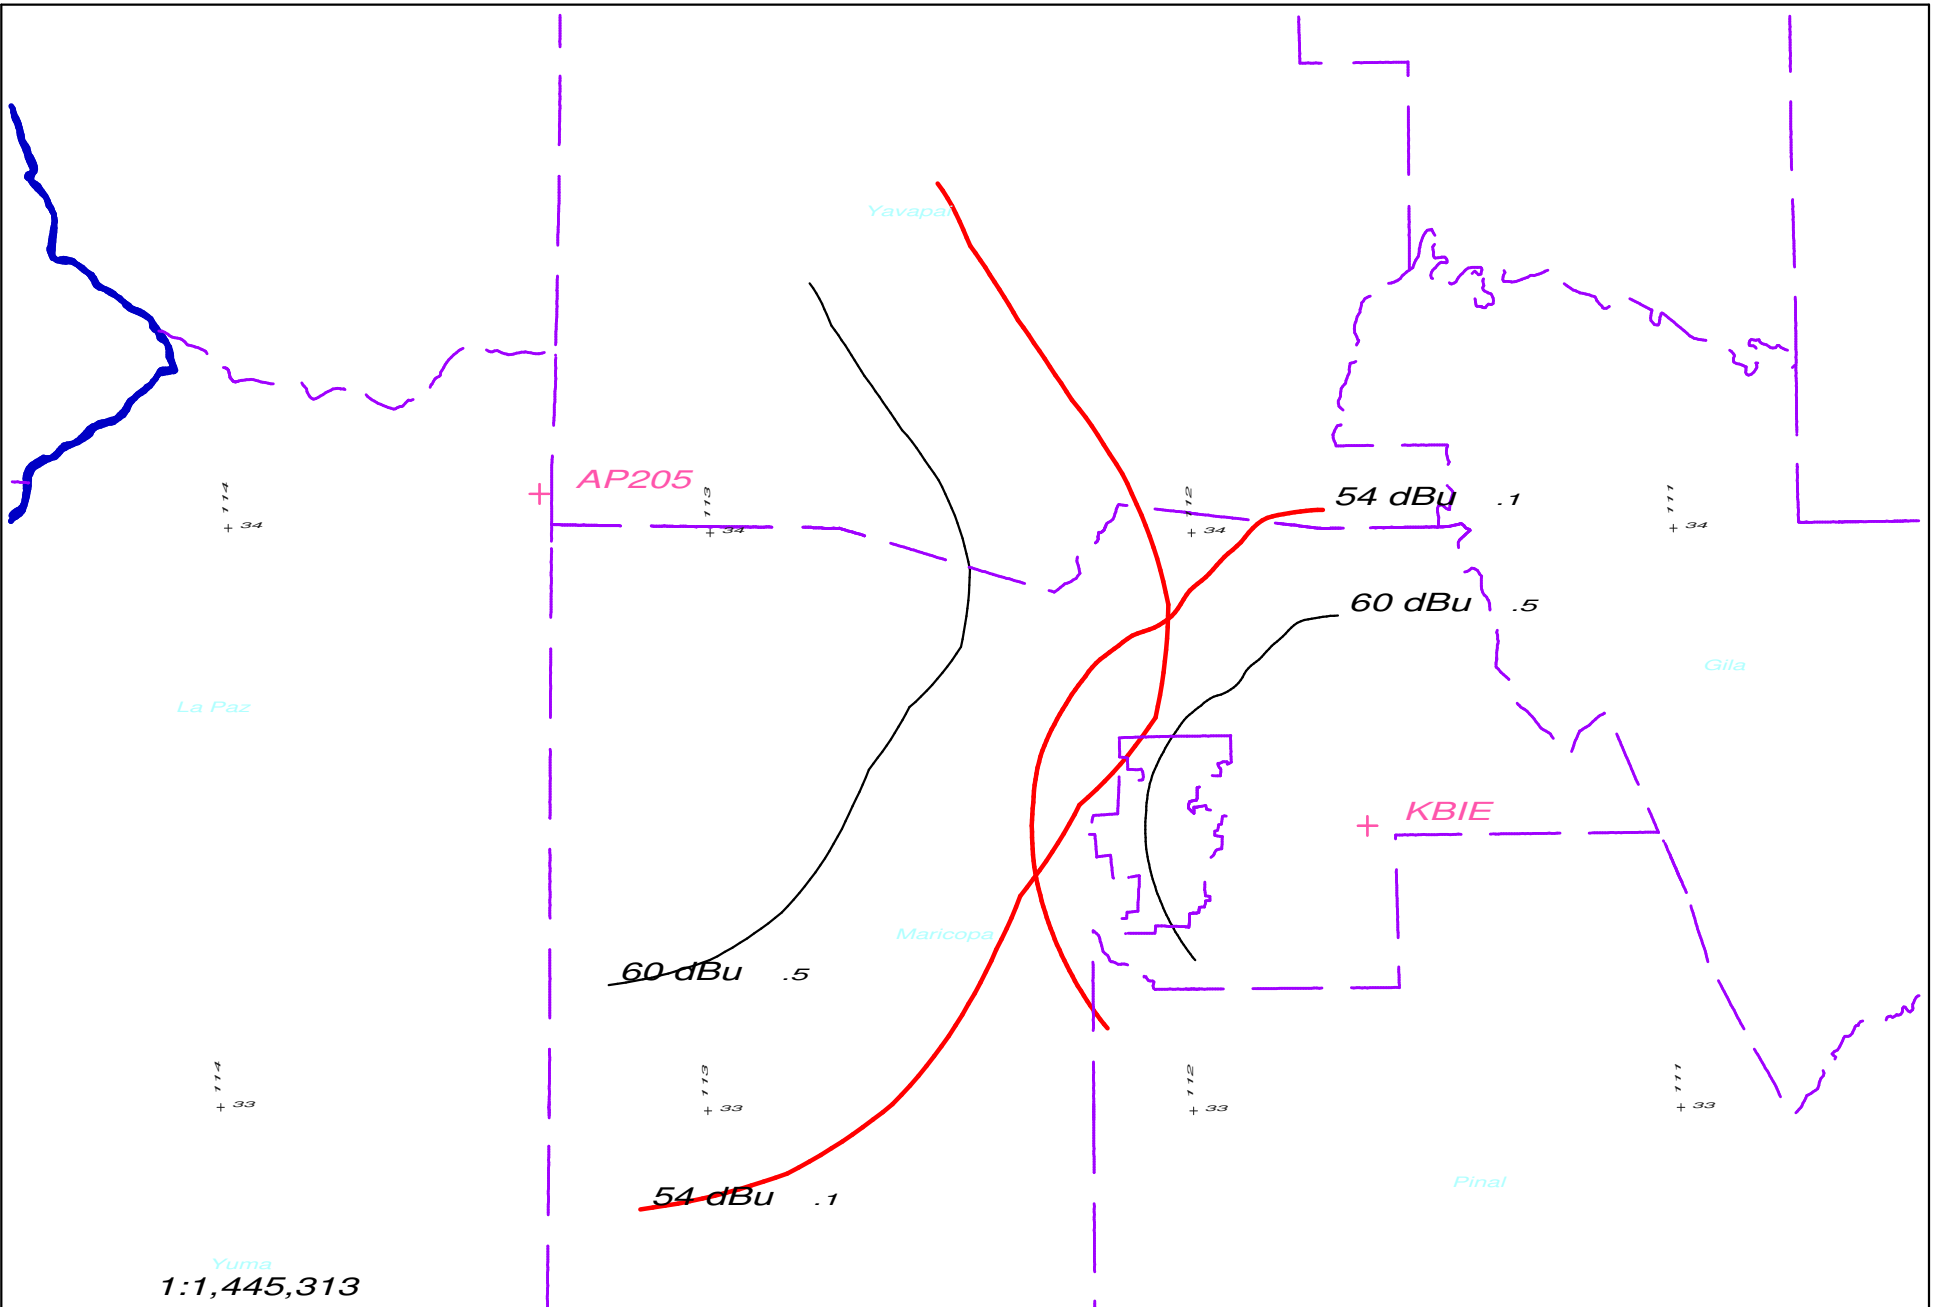 Yavapai
AP205
54 dBu .1
114
+ 34
113
+ 34
112
+ 34
111
+ 34
60 dBu .5
Gila
La Paz
KBIE
Maricopa
60 dBu .5
114
+ 33
113
+ 33
112
+ 33
111
+ 33
Pinal
54 dBu .1
Yuma
1:1,445,313